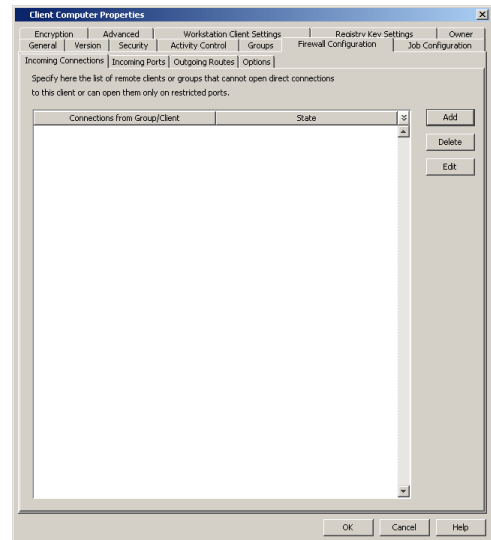 Client Computer Properties
Encryption Advanced Workstation Client Settings Registry Key Settings Owner
General Version Security Activity Control Groups Firewall Configuration Job Configuration
Incoming Connections Incoming Ports Outgoing Routes Options
Specify here the list of remote clients or groups that cannot open direct connections
to this client or can open them only on restricted ports.
Connections from Group/Client State
Add
Delete
Edit
OK Cancel Help